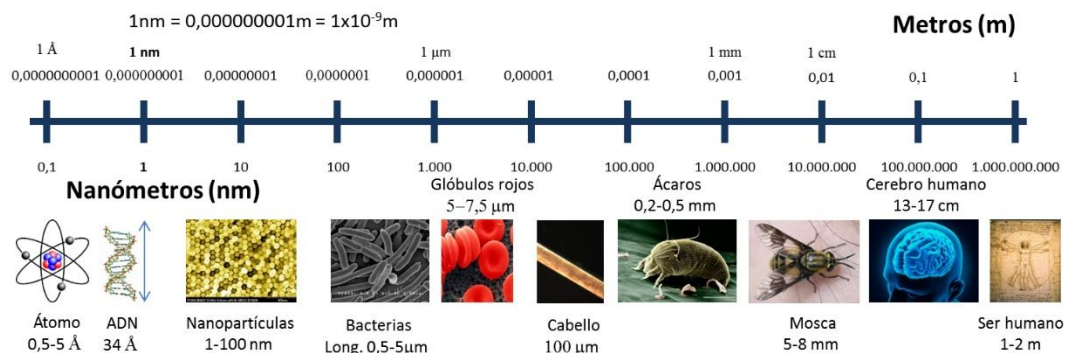 1nm = 0,000000001m = 1x10⁻⁹m
Metros (m)
1 Å 1 nm 1 µm 1 mm 1 cm
0,0000000001 0,000000001 0,00000001 0,0000001 0,000001 0,00001 0,0001 0,001 0,01 0,1 1
0,1 1 10 100 1.000 10.000 100.000 1.000.000 10.000.000 100.000.000 1.000.000.000
Nanómetros (nm)
Glóbulos rojos
5–7,5 µm
Ácaros
0,2-0,5 mm
Cerebro humano
13-17 cm
Átomo
0,5-5 Å
ADN
34 Å
Nanopartículas
1-100 nm
Bacterias
Long. 0,5-5µm
Cabello
100 µm
Mosca
5-8 mm
Ser humano
1-2 m